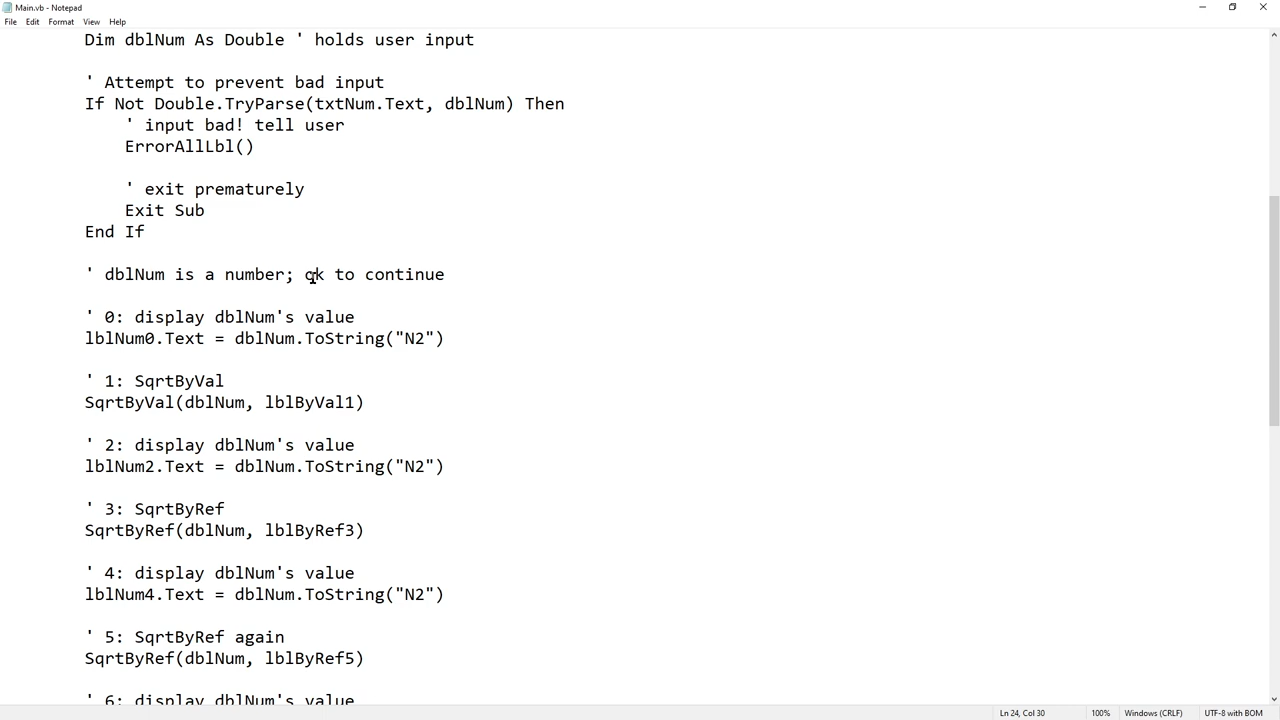 Main.vb - Notepad
File Edit Format View Help
Dim dblNum As Double ' holds user input
' Attempt to prevent bad input
If Not Double.TryParse(txtNum.Text, dblNum) Then
' input bad! tell user
ErrorAllLbl()
' exit prematurely
Exit Sub
End If
' dblNum is a number; ok to continue
' 0: display dblNum's value
lblNum0.Text = dblNum.ToString("N2")
' 1: SqrtByVal
SqrtByVal(dblNum, lblByVal1)
' 2: display dblNum's value
lblNum2.Text = dblNum.ToString("N2")
' 3: SqrtByRef
SqrtByRef(dblNum, lblByRef3)
' 4: display dblNum's value
lblNum4.Text = dblNum.ToString("N2")
' 5: SqrtByRef again
SqrtByRef(dblNum, lblByRef5)
' 6: display dblNum's value
Ln 24, Col 30 100% Windows (CRLF) UTF-8 with BOM